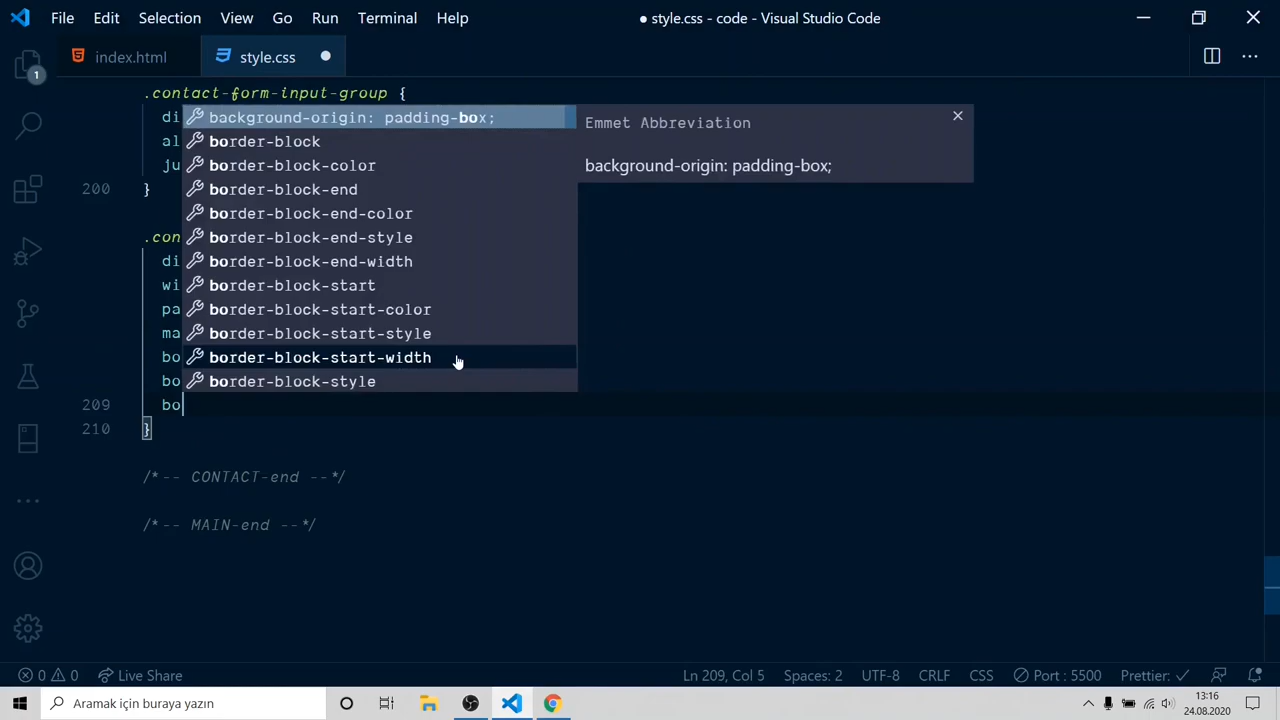 File Edit Selection View Go Run Terminal Help
● style.css - code - Visual Studio Code
index.html
style.css
.contact-form-input-group {
di
al
ju
200 }
.con
di
wi
pa
ma
bo
bo
209 bo
210 }
background-origin: padding-box;
border-block
border-block-color
border-block-end
border-block-end-color
border-block-end-style
border-block-end-width
border-block-start
border-block-start-color
border-block-start-style
border-block-start-width
border-block-style
Emmet Abbreviation
background-origin: padding-box;
/*-- CONTACT-end --*/
/*-- MAIN-end --*/
1
0 0 Live Share
Ln 209, Col 5 Spaces: 2 UTF-8 CRLF CSS Port : 5500 Prettier: ✓
Aramak için buraya yazın
13:16
24.08.2020